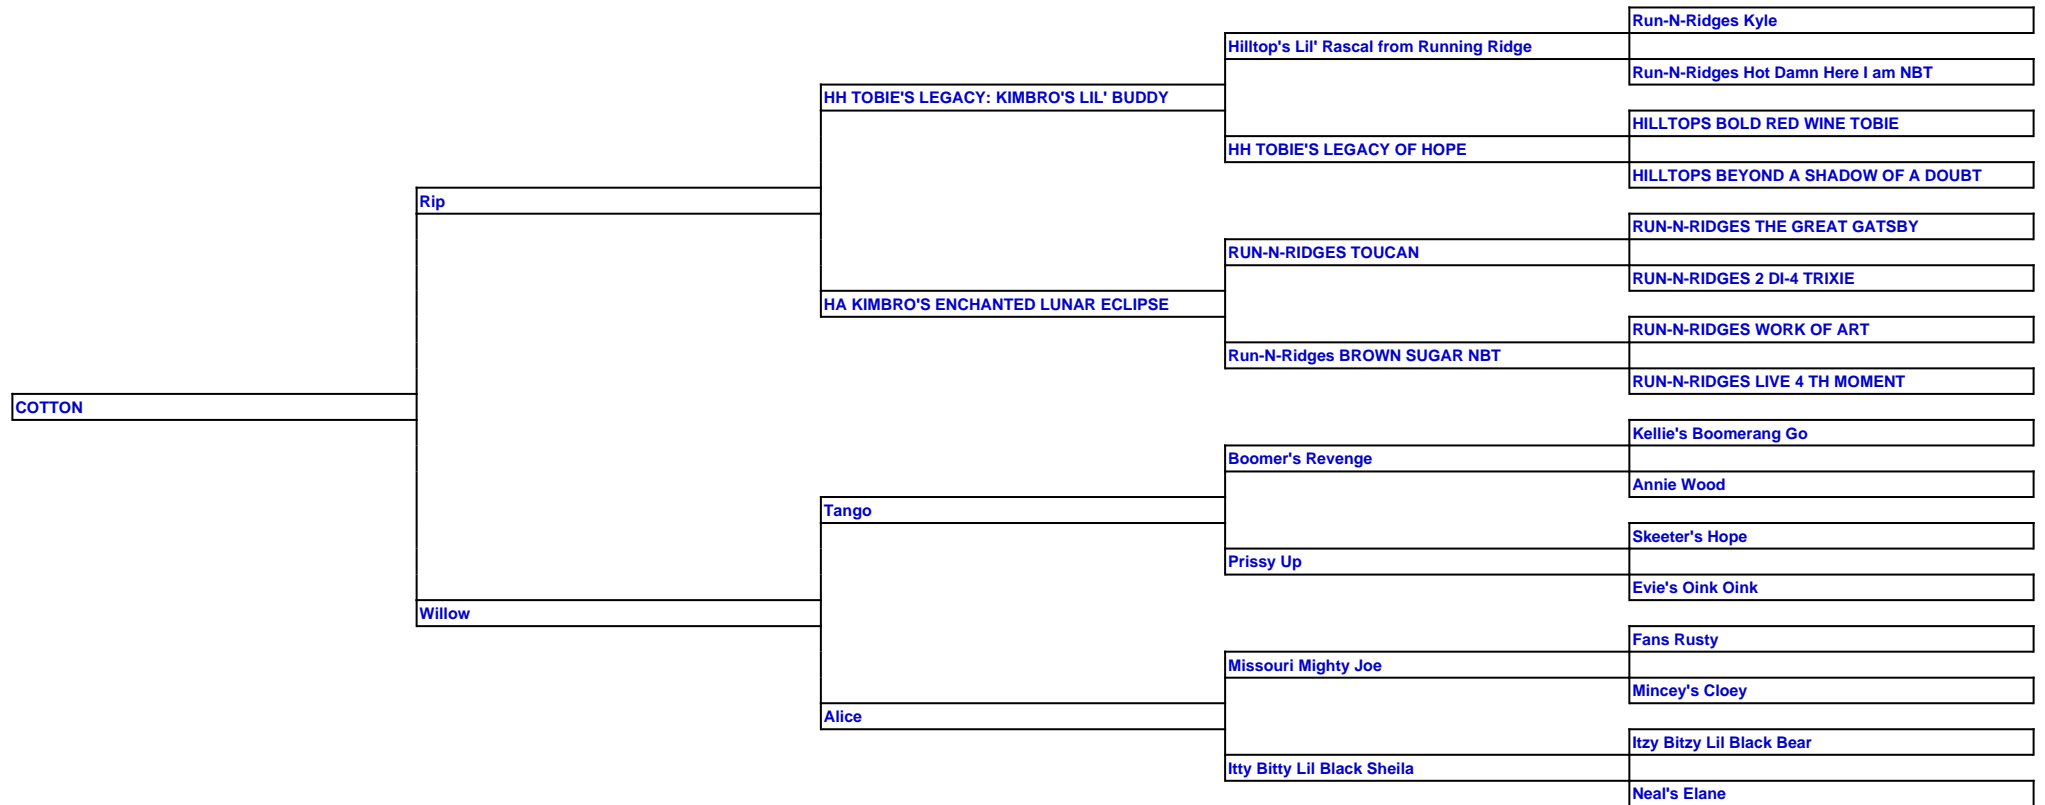 Run-N-Ridges Kyle
Hilltop's Lil' Rascal from Running Ridge
Run-N-Ridges Hot Damn Here I am NBT
HH TOBIE'S LEGACY: KIMBRO'S LIL' BUDDY
HILLTOPS BOLD RED WINE TOBIE
HH TOBIE'S LEGACY OF HOPE
HILLTOPS BEYOND A SHADOW OF A DOUBT
Rip
RUN-N-RIDGES THE GREAT GATSBY
RUN-N-RIDGES TOUCAN
RUN-N-RIDGES 2 DI-4 TRIXIE
HA KIMBRO'S ENCHANTED LUNAR ECLIPSE
RUN-N-RIDGES WORK OF ART
Run-N-Ridges BROWN SUGAR NBT
RUN-N-RIDGES LIVE 4 TH MOMENT
COTTON
Kellie's Boomerang Go
Boomer's Revenge
Annie Wood
Tango
Skeeter's Hope
Prissy Up
Evie's Oink Oink
Willow
Fans Rusty
Missouri Mighty Joe
Mincey's Cloey
Alice
Itzy Bitzy Lil Black Bear
Itty Bitty Lil Black Sheila
Neal's Elane